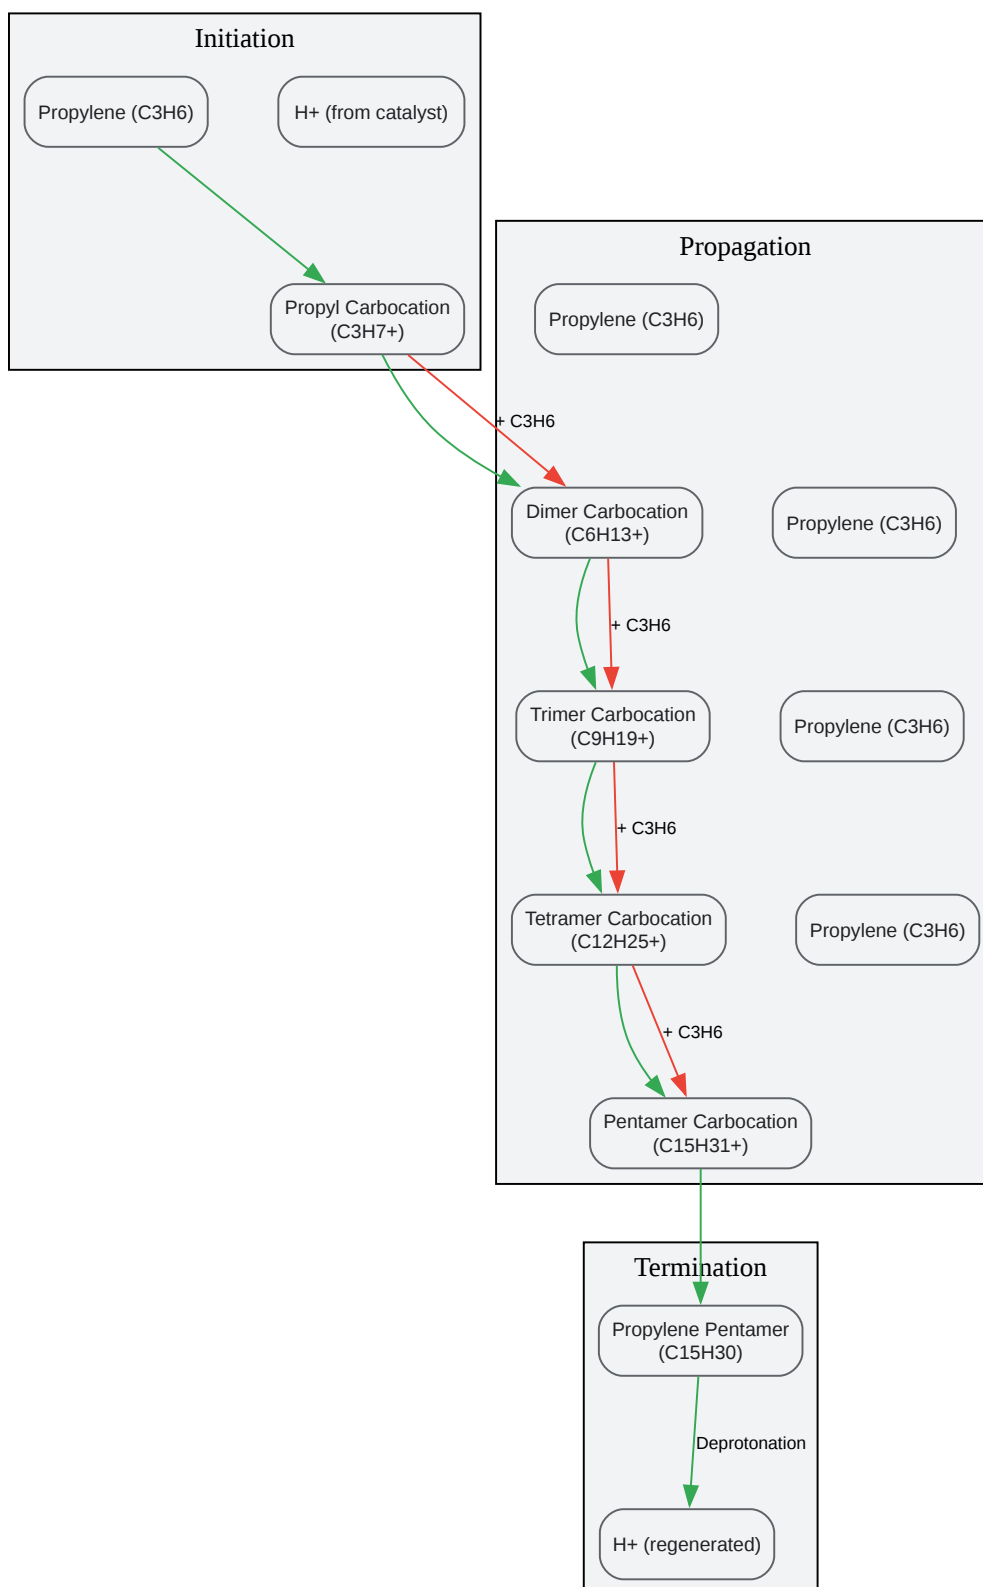 Initiation
Propylene (C3H6)
H+ (from catalyst)
Propyl Carbocation
(C3H7+)
Propagation
Propylene (C3H6)
+ C3H6
Dimer Carbocation
(C6H13+)
Propylene (C3H6)
+ C3H6
Trimer Carbocation
(C9H19+)
Propylene (C3H6)
+ C3H6
Tetramer Carbocation
(C12H25+)
Propylene (C3H6)
+ C3H6
Pentamer Carbocation
(C15H31+)
Termination
Propylene Pentamer
(C15H30)
Deprotonation
H+ (regenerated)